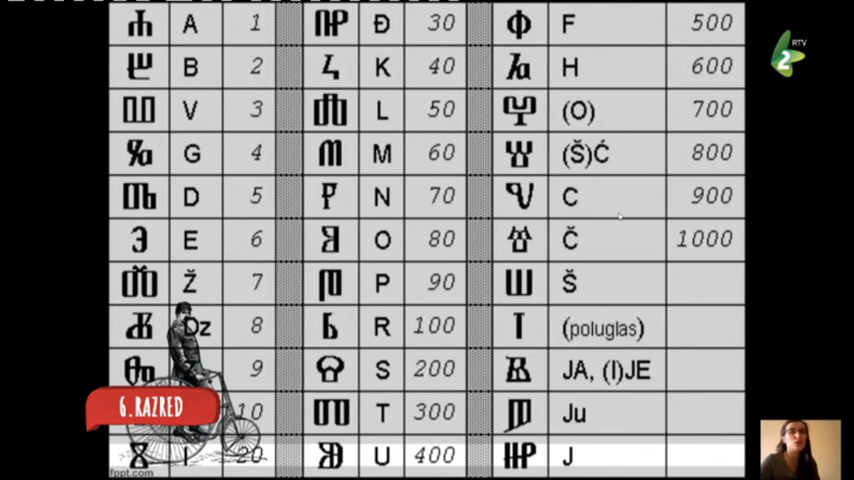 Ⰰ A 1 Ⰼ Đ 30 Ⱇ F 500
Ⰱ B 2 Ⰽ K 40 Ⱈ H 600
Ⰲ V 3 Ⰾ L 50 Ⱉ (O) 700
Ⰳ G 4 Ⰿ M 60 Ⱋ (Š)Ć 800
Ⰴ D 5 Ⱀ N 70 Ⱌ C 900
Ⰵ E 6 Ⱁ O 80 Ⱍ Č 1000
Ⰶ Ž 7 Ⱂ P 90 Ⱎ Š
Ⰷ Dz 8 Ⱃ R 100 Ⱜ (poluglas)
Ⰸ 9 Ⱄ S 200 Ⱑ JA, (I)JE
10 Ⱅ T 300 Ⱓ Ju
Ⰻ I 20 Ⱆ U 400 Ⰼ J
6.RAZRED
fppt.com
RTV
2